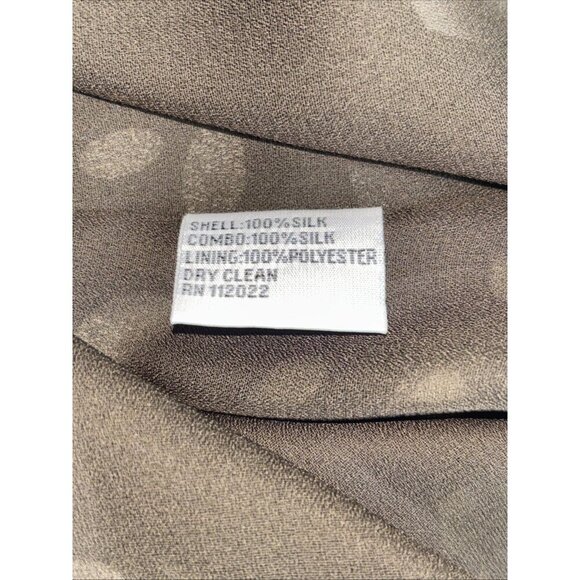 SHELL:100%SILK
COMBO:100%SILK
LINING:100%POLYESTER
DRY CLEAN
RN 112022